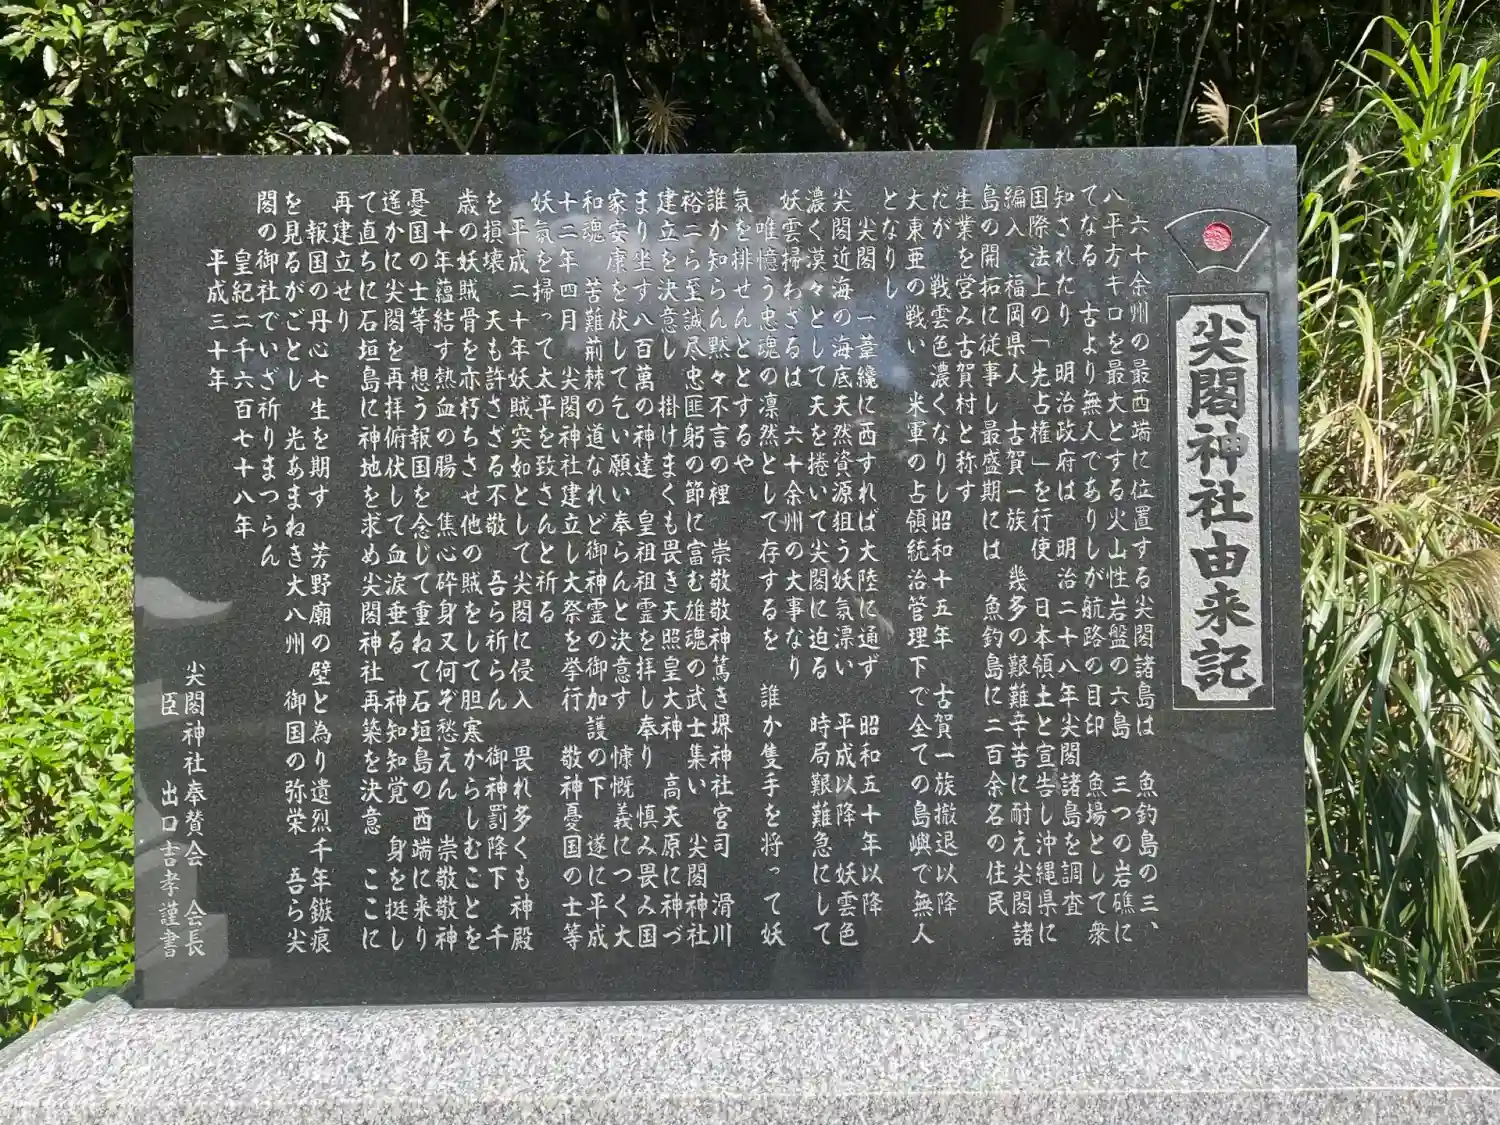 尖閣神社由来記
六十余州の最西端に位置する尖閣諸島は 魚釣島の三、
八平方キロを最大とする火山性岩盤の六島 三つの岩礁に
てなる 古より無人でありしが航路の目印 魚場として衆
知されたり 明治政府は 明治二十八年尖閣諸島を調査
国際法上の「先占権」を行使 日本領土と宣告し沖縄県に
編入 福岡県人 古賀一族 幾多の艱難辛苦に耐え尖閣諸
島の開拓に従事し最盛期には 魚釣島に二百余名の住民
生業を営み古賀村と称す
だが 戦雲色濃くなりし昭和十五年 古賀一族撤退以降
大東亜の戦い 米軍の占領統治管理下で全ての島嶼で無人
となりし
尖閣 一葦纔に西すれば大陸に通ず 昭和五十年以降
尖閣近海の海底天然資源狙う妖気漂い 平成以降 妖雲色
濃く漠々として天を捲いて尖閣に迫る 時局艱難急にして
妖雲掃わざるは 六十余州の大事なり
唯憶う忠魂の凛然として存するを 誰か隻手を将って妖
気を排せんとするや
誰か知らん黙々不言の裡 崇敬敬神篤き堺神社宮司 滑川
裕二ら至誠尽忠匪躬の節に富む雄魂の武士集い 尖閣神社
建立を決意し 掛けまくも畏き天照皇大神 高天原に神づ
まり坐す八百萬の神達 皇祖祖霊を拝し奉り 慎み畏み国
家安康を伏して乞い願い奉らんと決意す 慷慨義につく大
和魂 苦難荊棘の道なれど御神霊の御加護の下 遂に平成
十二年四月 尖閣神社建立し大祭を挙行 敬神憂国の士等
妖気を掃って太平を致さんと祈る
平成二十年妖賊突如として尖閣に侵入 畏れ多くも神殿
を損壊 天も許さざる不敬 吾ら祈らん 御神罰降下 千
歳の妖賊骨を亦朽ちさせ他の賊をして胆寒からしむことを
十年蘊結す熱血の腸 焦心砕身又何ぞ愁えん 崇敬敬神
憂国の士等 想う報国を念じて重ねて石垣島の西端に来り
遙かに尖閣を再拝俯伏して血涙垂る 神知知覚 身を挺し
て直ちに石垣島に神地を求め尖閣神社 再築を決意 ここに
再建立せり
報国の丹心七生を期す 芳野廟の壁と為り遺烈千年鏃痕
を見るがごとし 光あまねき大八州 御国の弥栄 吾ら尖
閣の御社でいざ祈りまつらん
皇紀二千六百七十八年
平成三十年
尖閣神社奉賛会 会長
臣 出口吉孝謹書